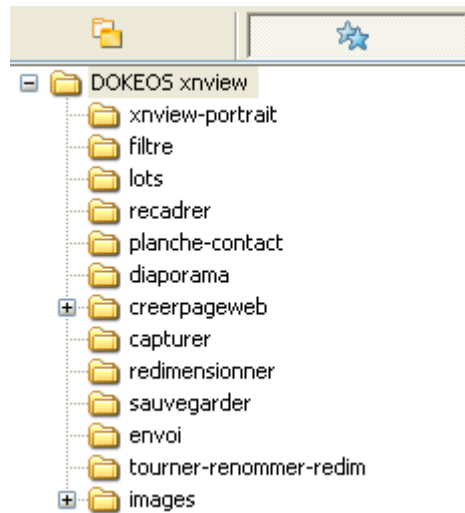 DOKEOS xnview
xnview-portrait
filtre
lots
recadrer
planche-contact
diaporama
creerpageweb
capturer
redimensionner
sauvegarder
envoi
tourner-renommer-redim
images